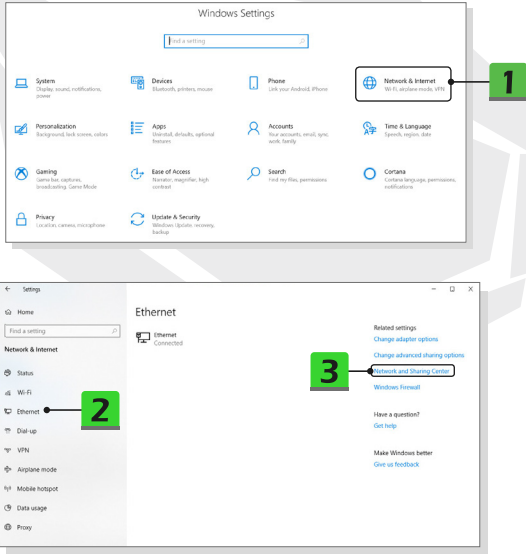 Windows Settings
Find a setting
System
Display, sound, notifications,
power
Devices
Bluetooth, printers, mouse
Phone
Link your Android, iPhone
Network & Internet
Wi-Fi, airplane mode, VPN
1
Personalization
Background, lock screen, colors
Apps
Uninstall, defaults, optional
features
Accounts
Your accounts, email, sync,
work, family
Time & Language
Speech, region, date
Gaming
Game bar, captures,
broadcasting, Game Mode
Ease of Access
Narrator, magnifier, high
contrast
Search
Find my files, permissions
Cortana
Cortana language, permissions,
notifications
Privacy
Location, camera, microphone
Update & Security
Windows Update, recovery,
backup
Settings
Home
Find a setting
Network & Internet
Status
Wi-Fi
Ethernet
2
Dial-up
VPN
Airplane mode
Mobile hotspot
Data usage
Proxy
Ethernet
Ethernet
Connected
Related settings
Change adapter options
Change advanced sharing options
3
Network and Sharing Center
Windows Firewall
Have a question?
Get help
Make Windows better
Give us feedback